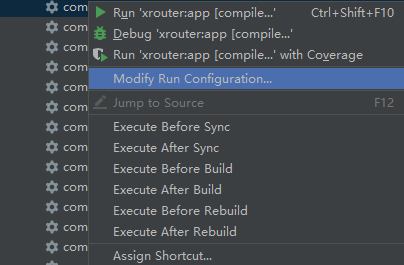 com
Run 'xrouter:app [compile...' Ctrl+Shift+F10
com
Debug 'xrouter:app [compile...'
com
Run 'xrouter:app [compile...' with Coverage
com
Modify Run Configuration...
com
Jump to Source F12
com
Execute Before Sync
com
Execute After Sync
com
Execute Before Build
com
Execute After Build
com
Execute Before Rebuild
com
Execute After Rebuild
com
Assign Shortcut...
com